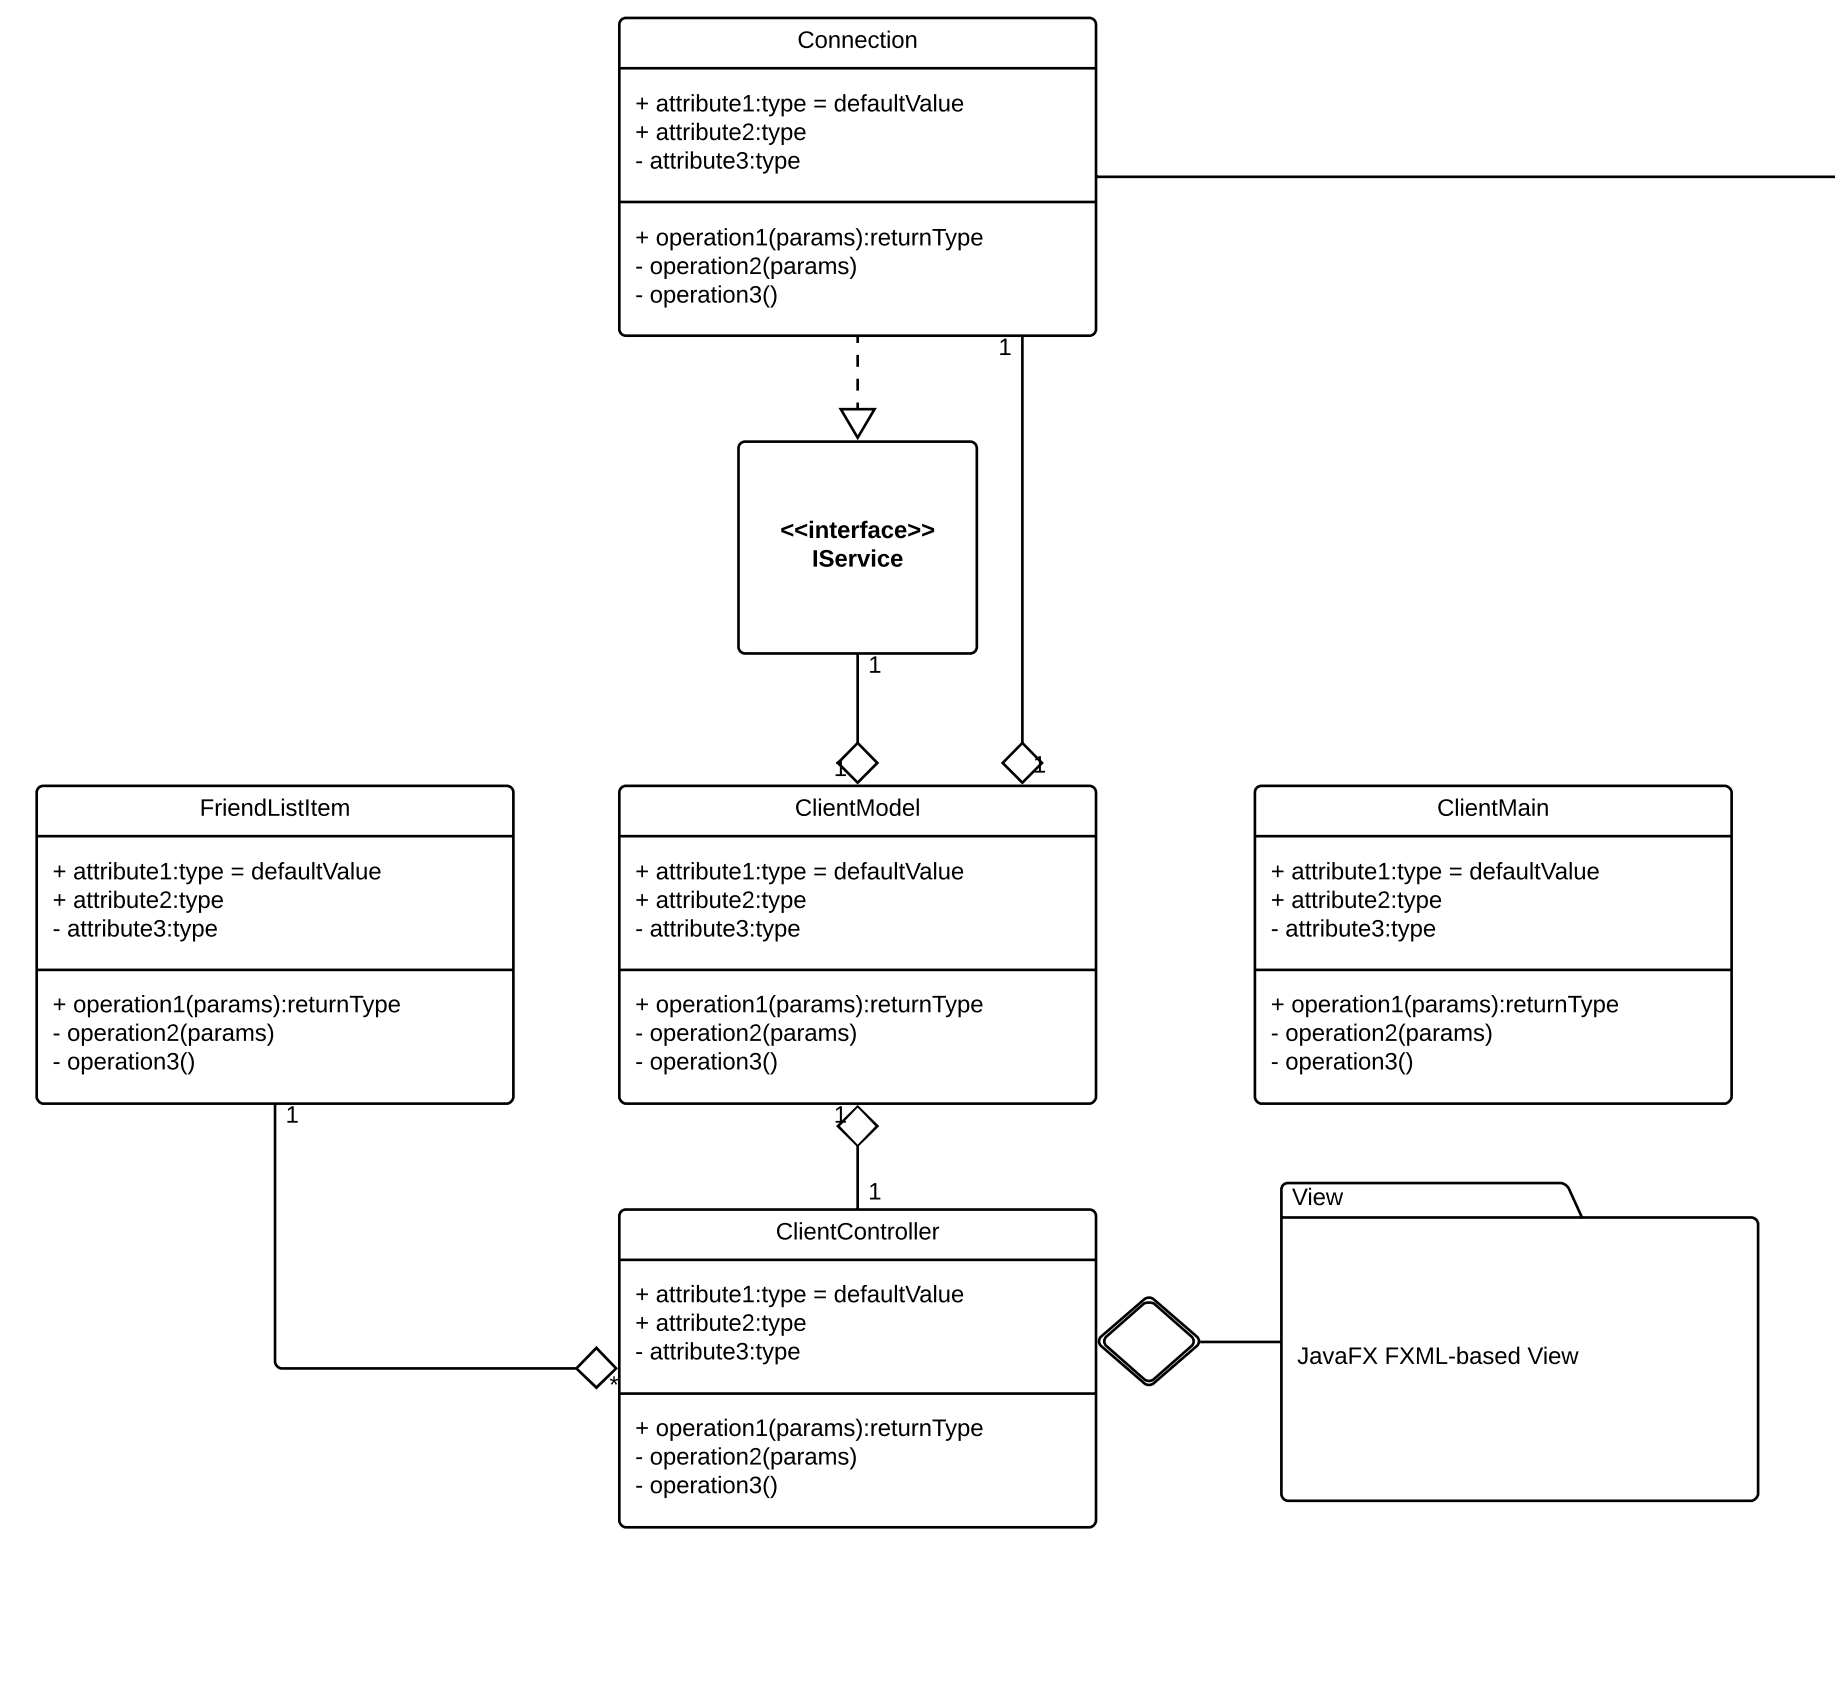 Connection
+ attribute1:type = defaultValue
+ attribute2:type
- attribute3:type
+ operation1(params):returnType
- operation2(params)
- operation3()
1
<<interface>>
IService
1
1
1
FriendListItem
+ attribute1:type = defaultValue
+ attribute2:type
- attribute3:type
+ operation1(params):returnType
- operation2(params)
- operation3()
1
ClientModel
+ attribute1:type = defaultValue
+ attribute2:type
- attribute3:type
+ operation1(params):returnType
- operation2(params)
- operation3()
1
1
ClientMain
+ attribute1:type = defaultValue
+ attribute2:type
- attribute3:type
+ operation1(params):returnType
- operation2(params)
- operation3()
ClientController
+ attribute1:type = defaultValue
+ attribute2:type
- attribute3:type
*
+ operation1(params):returnType
- operation2(params)
- operation3()
View
JavaFX FXML-based View